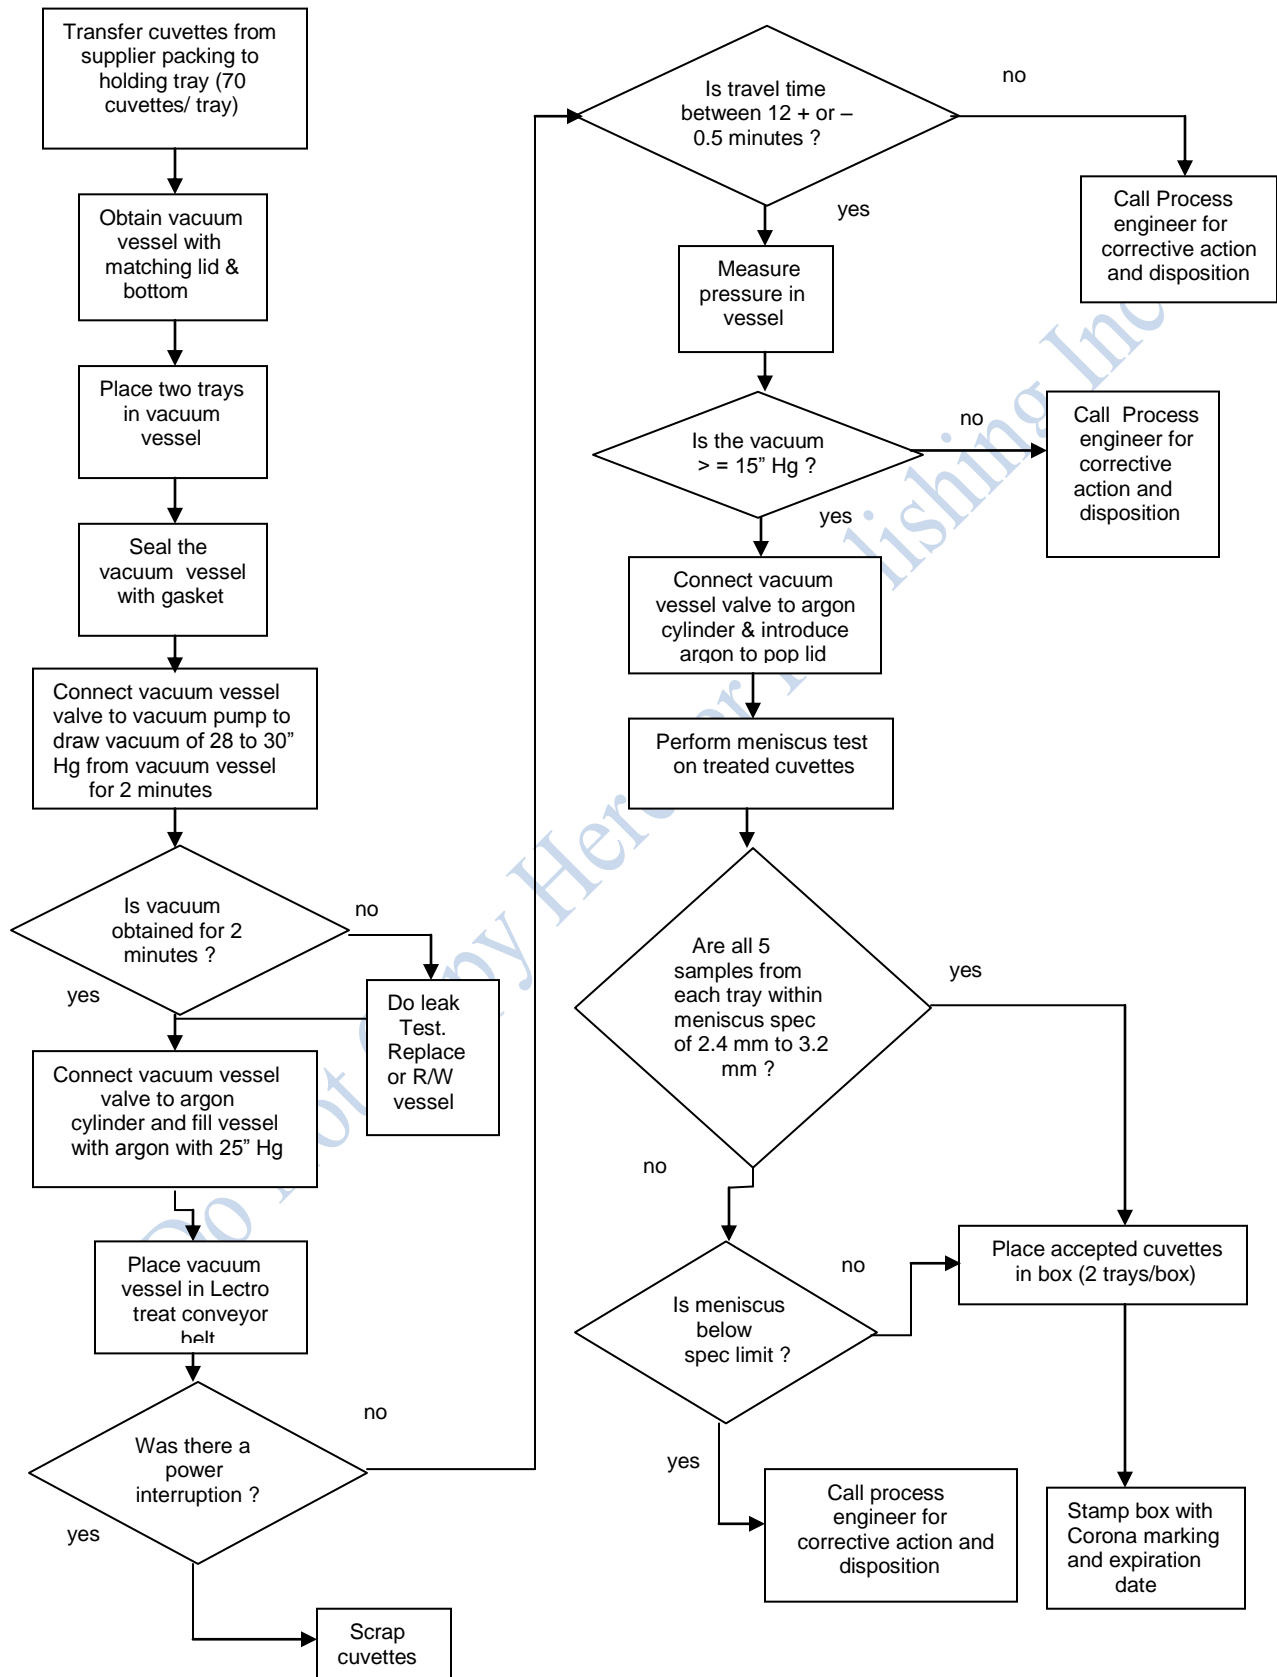 Transfer cuvettes from
supplier packing to
holding tray (70
cuvettes/ tray)
Obtain vacuum
vessel with
matching lid &
bottom
Place two trays
in vacuum
vessel
Seal the
vacuum vessel
with gasket
Connect vacuum vessel
valve to vacuum pump to
draw vacuum of 28 to 30”
Hg from vacuum vessel
for 2 minutes
Is vacuum
obtained for 2
minutes ?
no
yes
Do leak
Test.
Replace
or R/W
vessel
Connect vacuum vessel
valve to argon
cylinder and fill vessel
with argon with 25” Hg
Place vacuum
vessel in Lectro
treat conveyor
belt
Was there a
power
interruption ?
no
yes
Scrap
cuvettes
Is travel time
between 12 + or –
0.5 minutes ?
no
yes
Call Process
engineer for
corrective action
and disposition
Measure
pressure in
vessel
Is the vacuum
> = 15” Hg ?
no
yes
Call Process
engineer for
corrective
action and
disposition
Connect vacuum
vessel valve to argon
cylinder & introduce
argon to pop lid
Perform meniscus test
on treated cuvettes
Are all 5
samples from
each tray within
meniscus spec
of 2.4 mm to 3.2
mm ?
yes
no
Is meniscus
below
spec limit ?
no
yes
Place accepted cuvettes
in box (2 trays/box)
Call process
engineer for
corrective action and
disposition
Stamp box with
Corona marking
and expiration
date